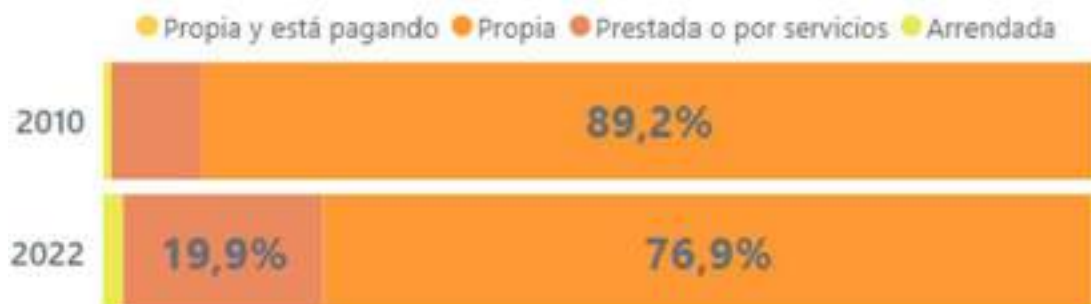 Propia y está pagando Propia Prestada o por servicios Arrendada
2010 89,2%
2022 19,9% 76,9%